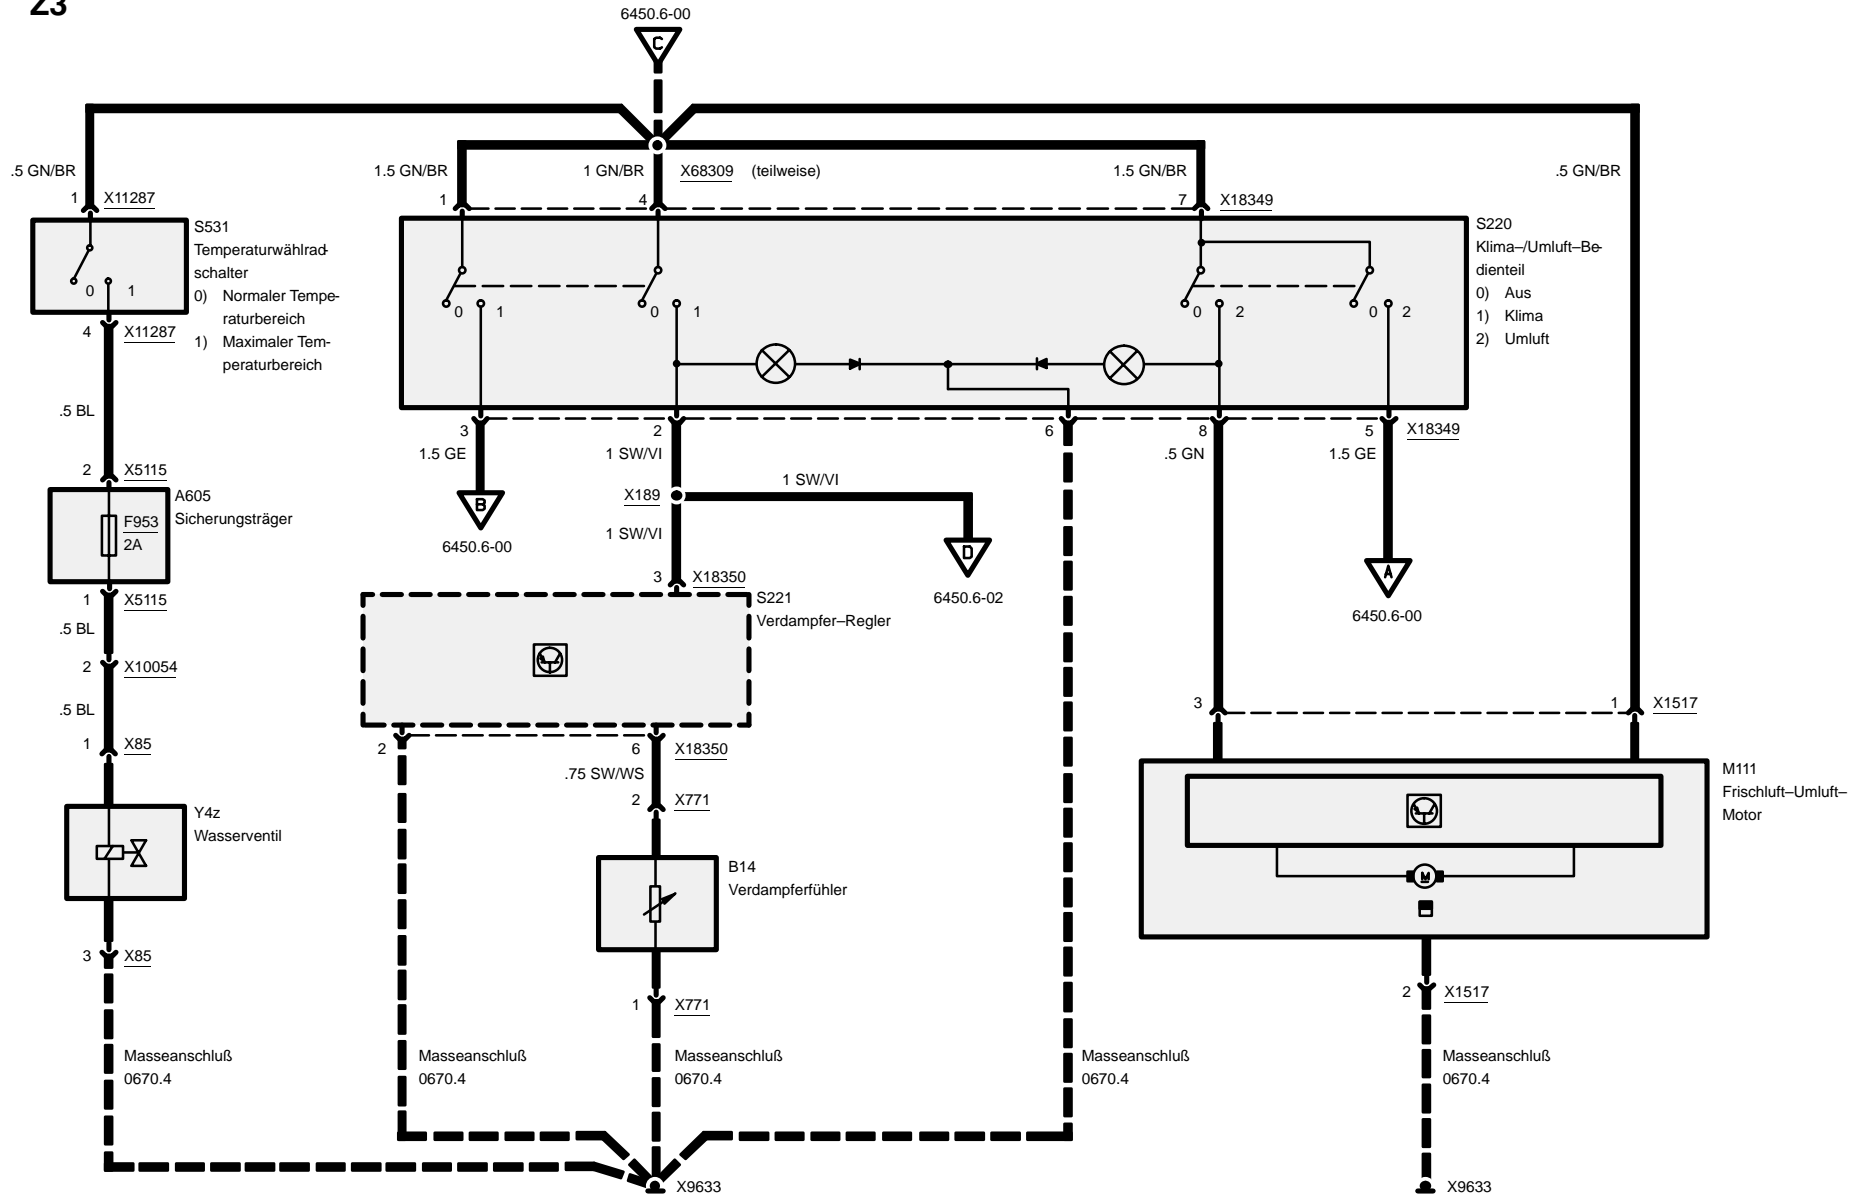 Z3
6450.6-00
C
.5 GN/BR
1.5 GN/BR
1 GN/BR
X68309
(teilweise)
1.5 GN/BR
.5 GN/BR
1
X11287
1
4
7
X18349
S531
Temperaturwählrad-
schalter
0) Normaler Tempe-
raturbereich
1) Maximaler Tem-
peraturbereich
0
1
4
X11287
S220
Klima–/Umluft–Be-
dienteil
0) Aus
1) Klima
2) Umluft
0
1
0
1
0
2
0
2
3
2
6
8
5
X18349
.5 BL
1.5 GE
1 SW/VI
.5 GN
1.5 GE
2
X5115
A605
Sicherungsträger
F953
2A
B
6450.6-00
X189
1 SW/VI
1 SW/VI
D
6450.6-02
A
6450.6-00
1
X5115
.5 BL
2
X10054
.5 BL
1
X85
3
X18350
S221
Verdampfer–Regler
2
6
X18350
.75 SW/WS
2
X771
3
1
X1517
Y4z
Wasserventil
B14
Verdampferfühler
M111
Frischluft–Umluft–
Motor
M
3
X85
1
X771
2
X1517
Masseanschluß
0670.4
Masseanschluß
0670.4
Masseanschluß
0670.4
Masseanschluß
0670.4
Masseanschluß
0670.4
X9633
X9633